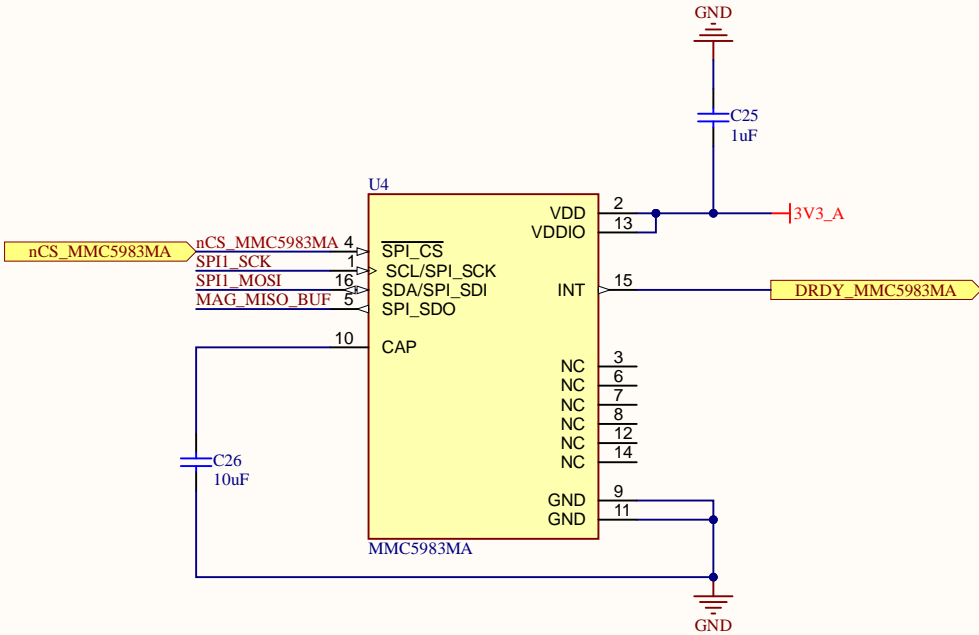 GND
C25
1uF
U4
VDD 2
3V3_A
VDDIO 13
nCS_MMC5983MA
nCS_MMC5983MA 4 SPI_CS
SPI1_SCK 1 SCL/SPI_SCK
SPI1_MOSI 16 SDA/SPI_SDI
INT 15
DRDY_MMC5983MA
MAG_MISO_BUF 5 SPI_SDO
10 CAP
NC 3
NC 6
NC 7
NC 8
NC 12
NC 14
C26
10uF
GND 9
GND 11
MMC5983MA
GND